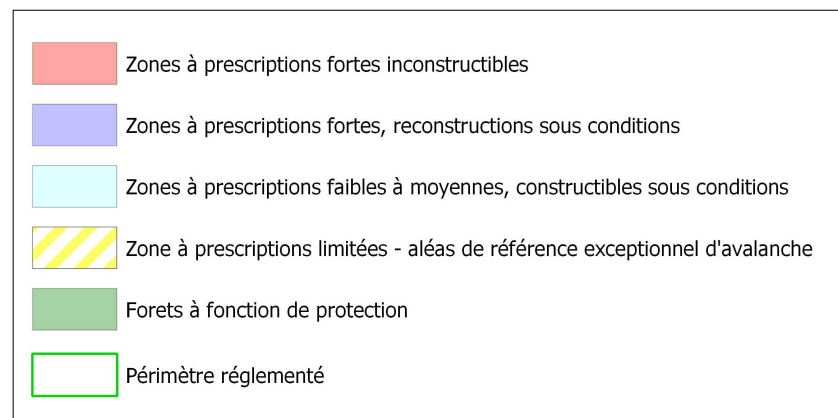 Zones à prescriptions fortes inconstructibles
Zones à prescriptions fortes, reconstructions sous conditions
Zones à prescriptions faibles à moyennes, constructibles sous conditions
Zone à prescriptions limitées - aléas de référence exceptionnel d'avalanche
Forets à fonction de protection
Périmètre réglementé